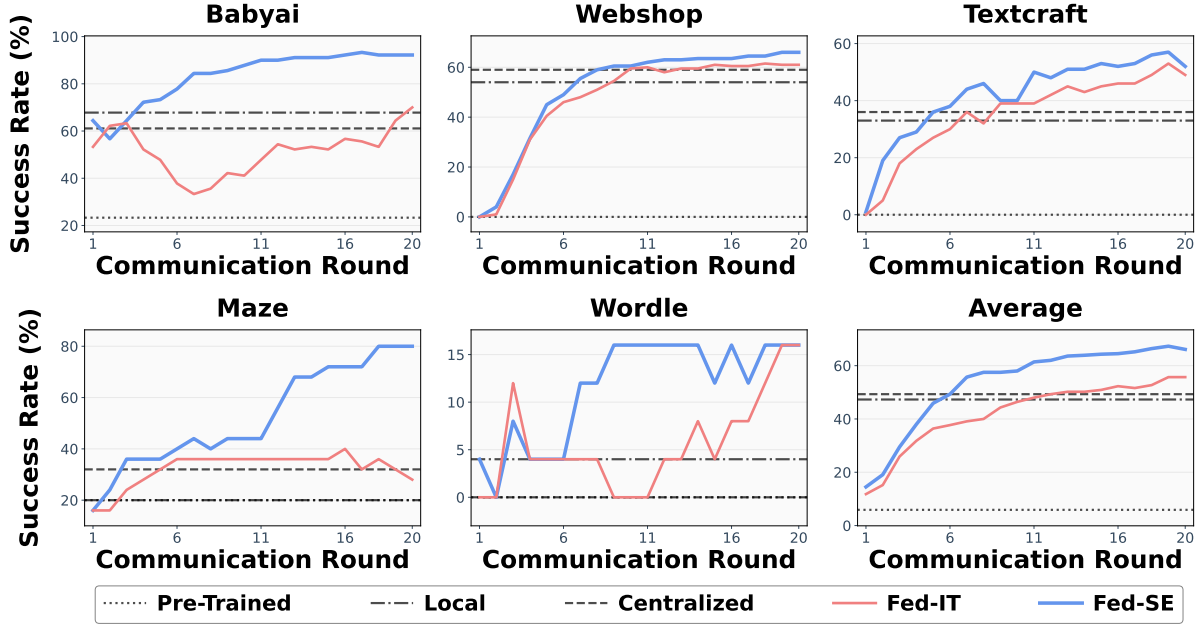 Babyai
Webshop
Textcraft
Success Rate (%)
100
80
60
40
20
1 6 11 16 20
Communication Round
60
40
20
0
1 6 11 16 20
Communication Round
60
40
20
0
1 6 11 16 20
Communication Round
Maze
Wordle
Average
Success Rate (%)
80
60
40
20
1 6 11 16 20
Communication Round
15
10
5
0
1 6 11 16 20
Communication Round
60
40
20
0
1 6 11 16 20
Communication Round
Pre-Trained Local Centralized Fed-IT Fed-SE